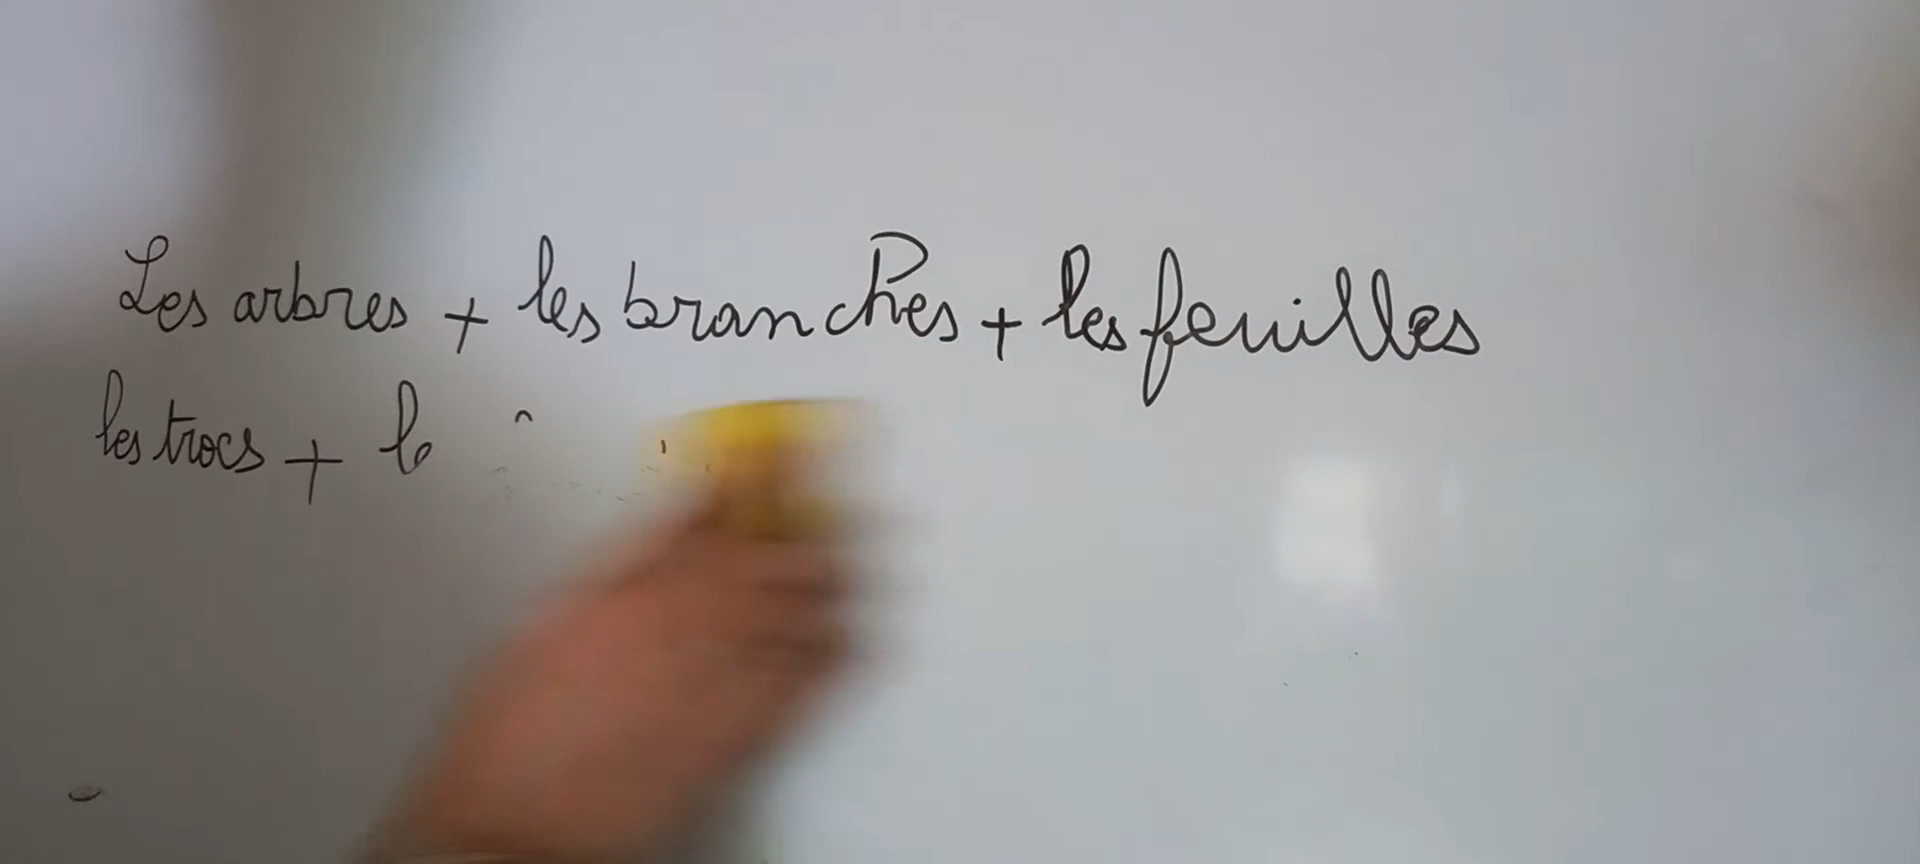 Les arbres + les branches + les feuilles
les trocs +